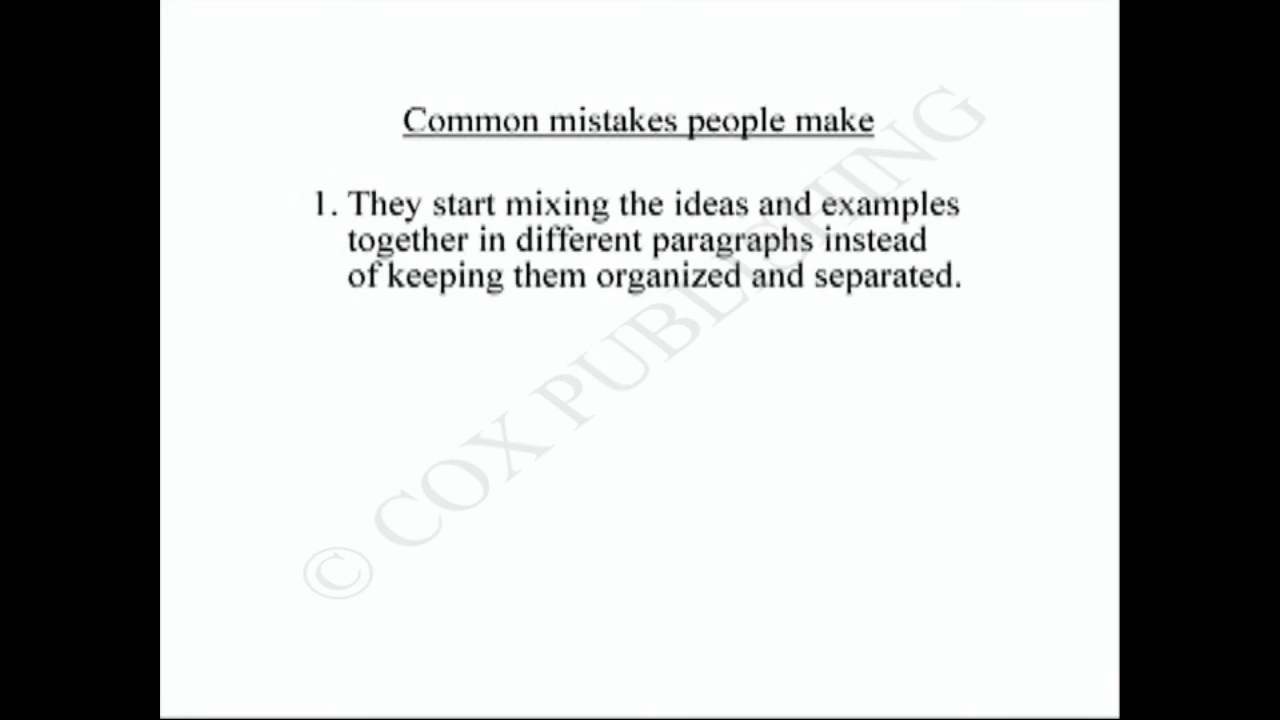 Common mistakes people make
1. They start mixing the ideas and examples
together in different paragraphs instead
of keeping them organized and separated.
© COX PUBLICHING